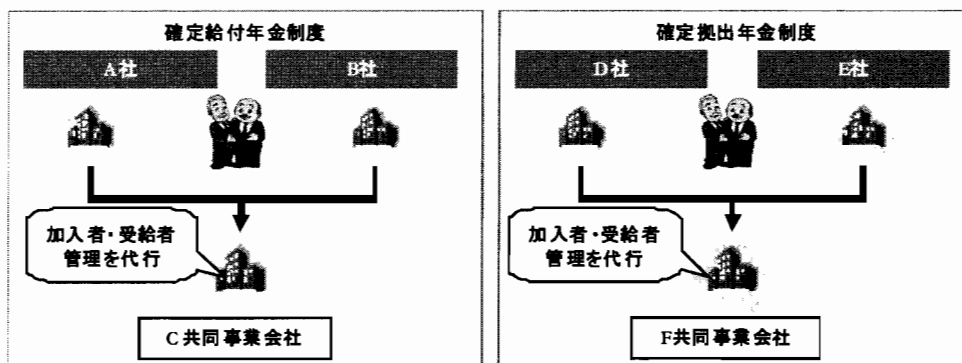 確定給付年金制度
A社
B社
加入者・受給者
管理を代行
C共同事業会社
確定拠出年金制度
D社
E社
加入者・受給者
管理を代行
F共同事業会社